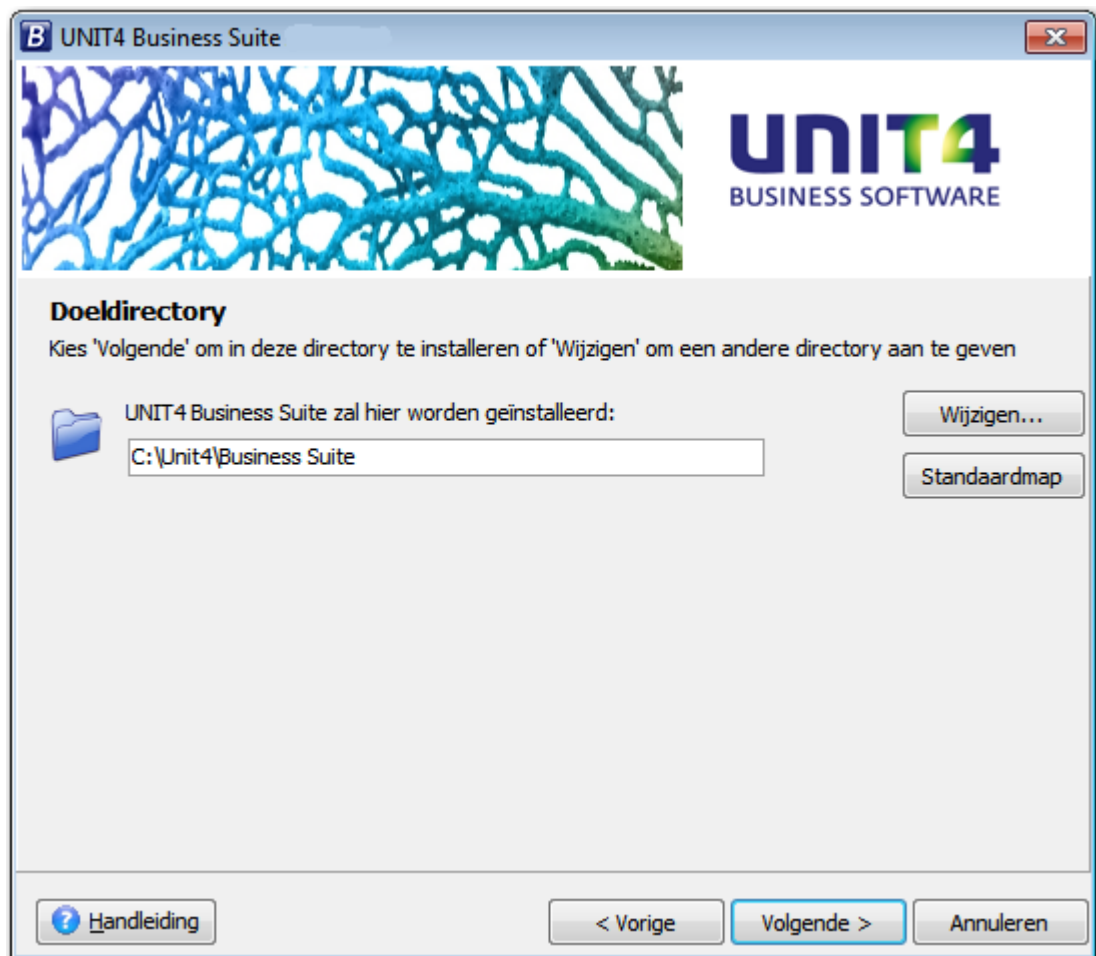 UNIT4 Business Suite
UNIT4
BUSINESS SOFTWARE
Doeldirectory
Kies 'Volgende' om in deze directory te installeren of 'Wijzigen' om een andere directory aan te geven
UNIT4 Business Suite zal hier worden geïnstalleerd:
Wijzigen...
C:\Unit4\Business Suite
Standaardmap
Handleiding
< Vorige
Volgende >
Annuleren